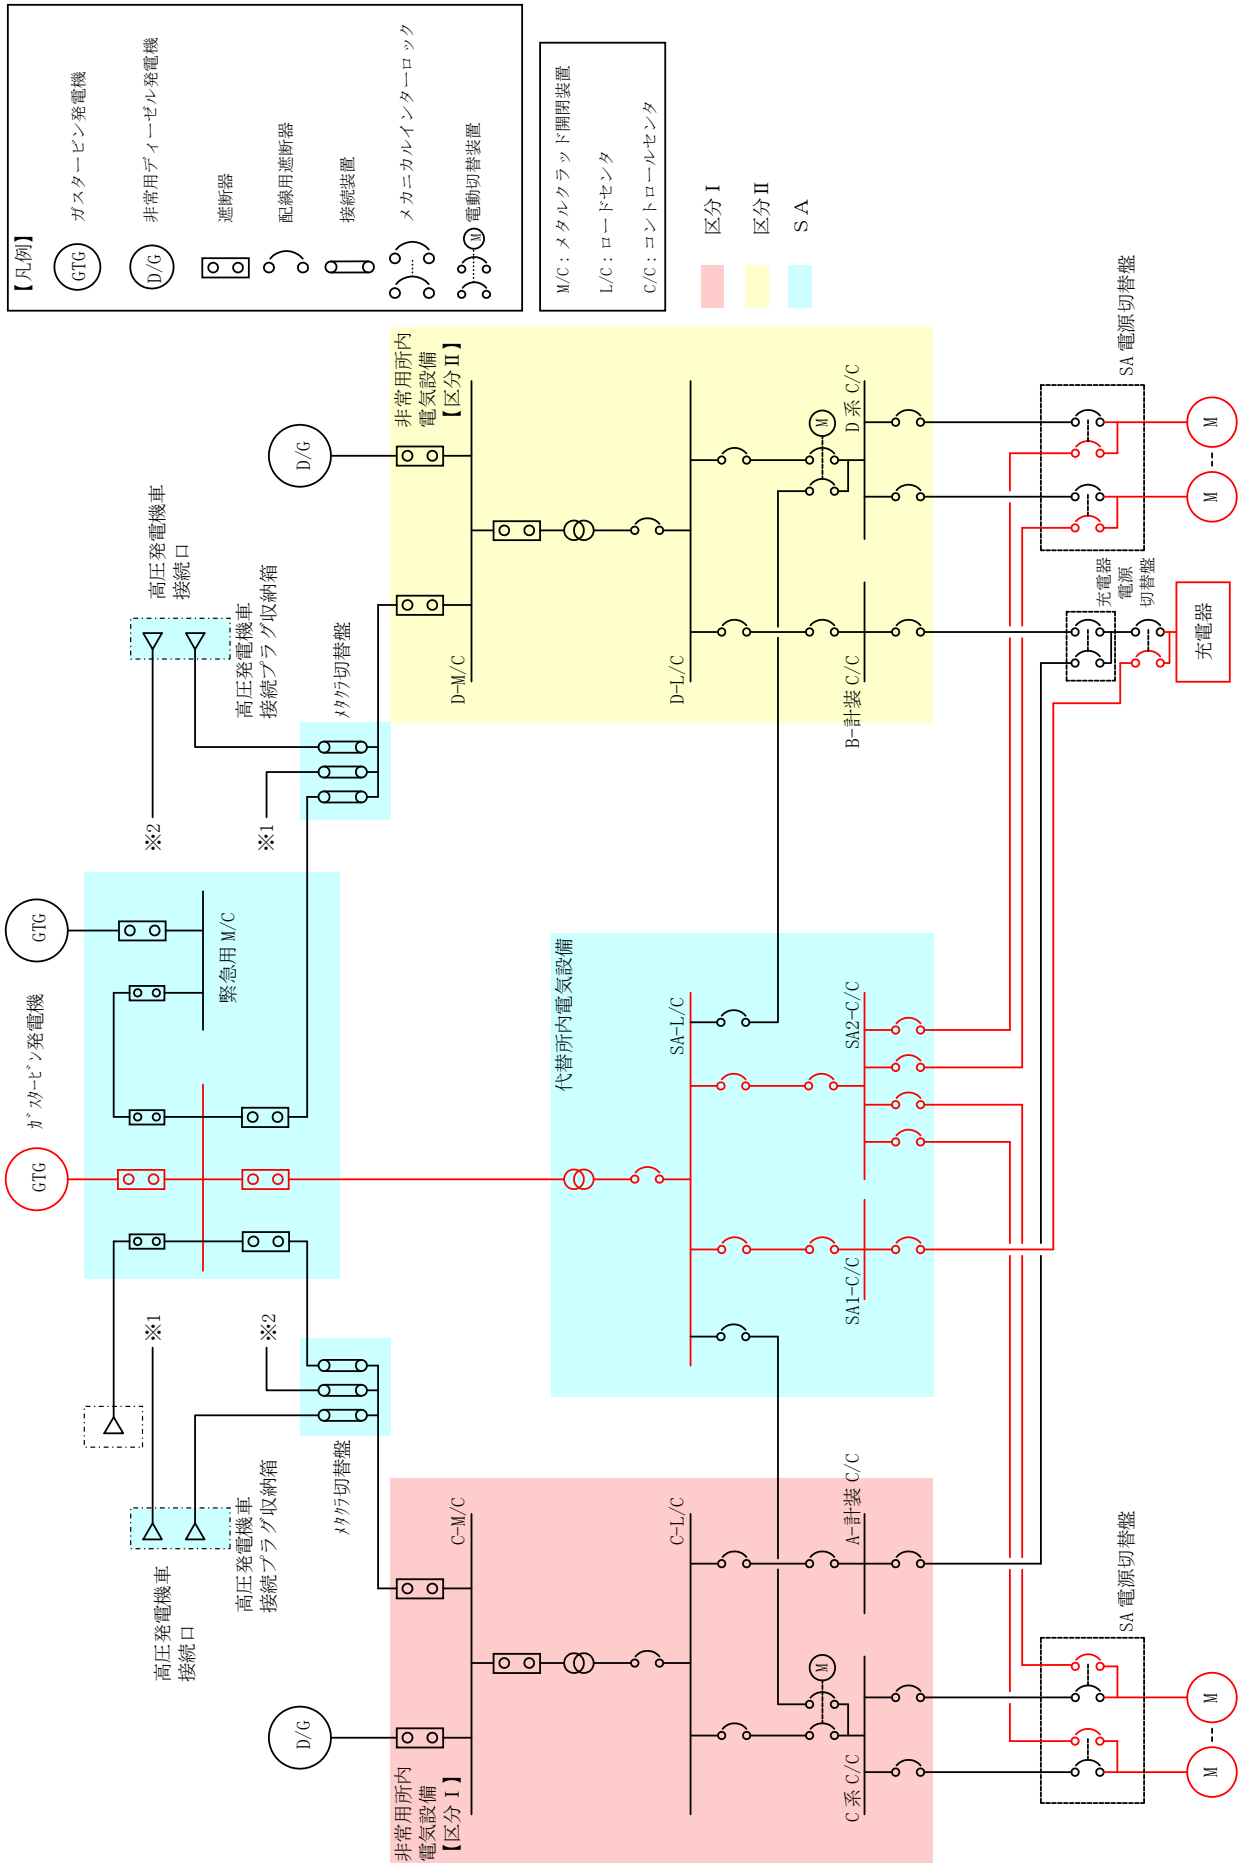 【凡例】
GTG
ガスタービン発電機
D/G
非常用ディーゼル発電機
遮断器
配線用遮断器
接続装置
メカニカルインターロック
M
電動切替装置
M/C：メタルクラッド開閉装置
L/C：ロードセンタ
C/C：コントロールセンタ
区分Ⅰ
区分Ⅱ
ＳＡ
非常用所内
電気設備
【区分Ⅱ】
D/G
D-M/C
D-L/C
M
D系C/C
B-計装C/C
高圧発電機車
接続口
高圧発電機車
接続プラグ収納箱
ﾒﾀｸﾗ切替盤
※2
※1
GTG
緊急用M/C
ｶﾞｽﾀｰﾋﾞﾝ発電機
GTG
代替所内電気設備
SA-L/C
SA2-C/C
SA1-C/C
※1
※2
ﾒﾀｸﾗ切替盤
高圧発電機車
接続プラグ収納箱
高圧発電機車
接続口
非常用所内
電気設備
【区分Ⅰ】
D/G
C-M/C
C-L/C
A-計装C/C
M
C系C/C
SA電源切替盤
M
M
充電器
電源
切替盤
充電器
SA電源切替盤
M
M